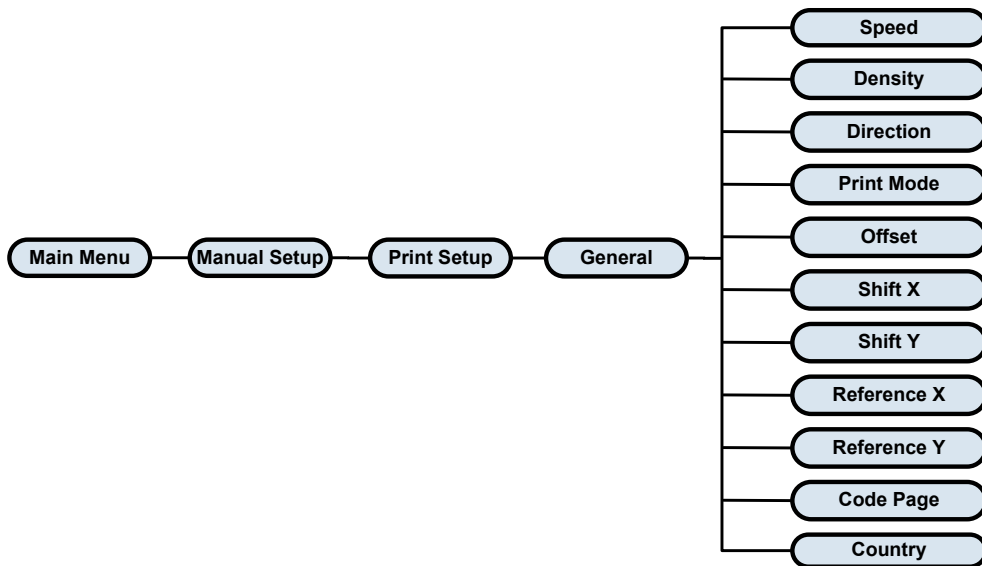 Speed
Density
Direction
Print Mode
Offset
Main Menu
Manual Setup
Print Setup
General
Shift X
Shift Y
Reference X
Reference Y
Code Page
Country